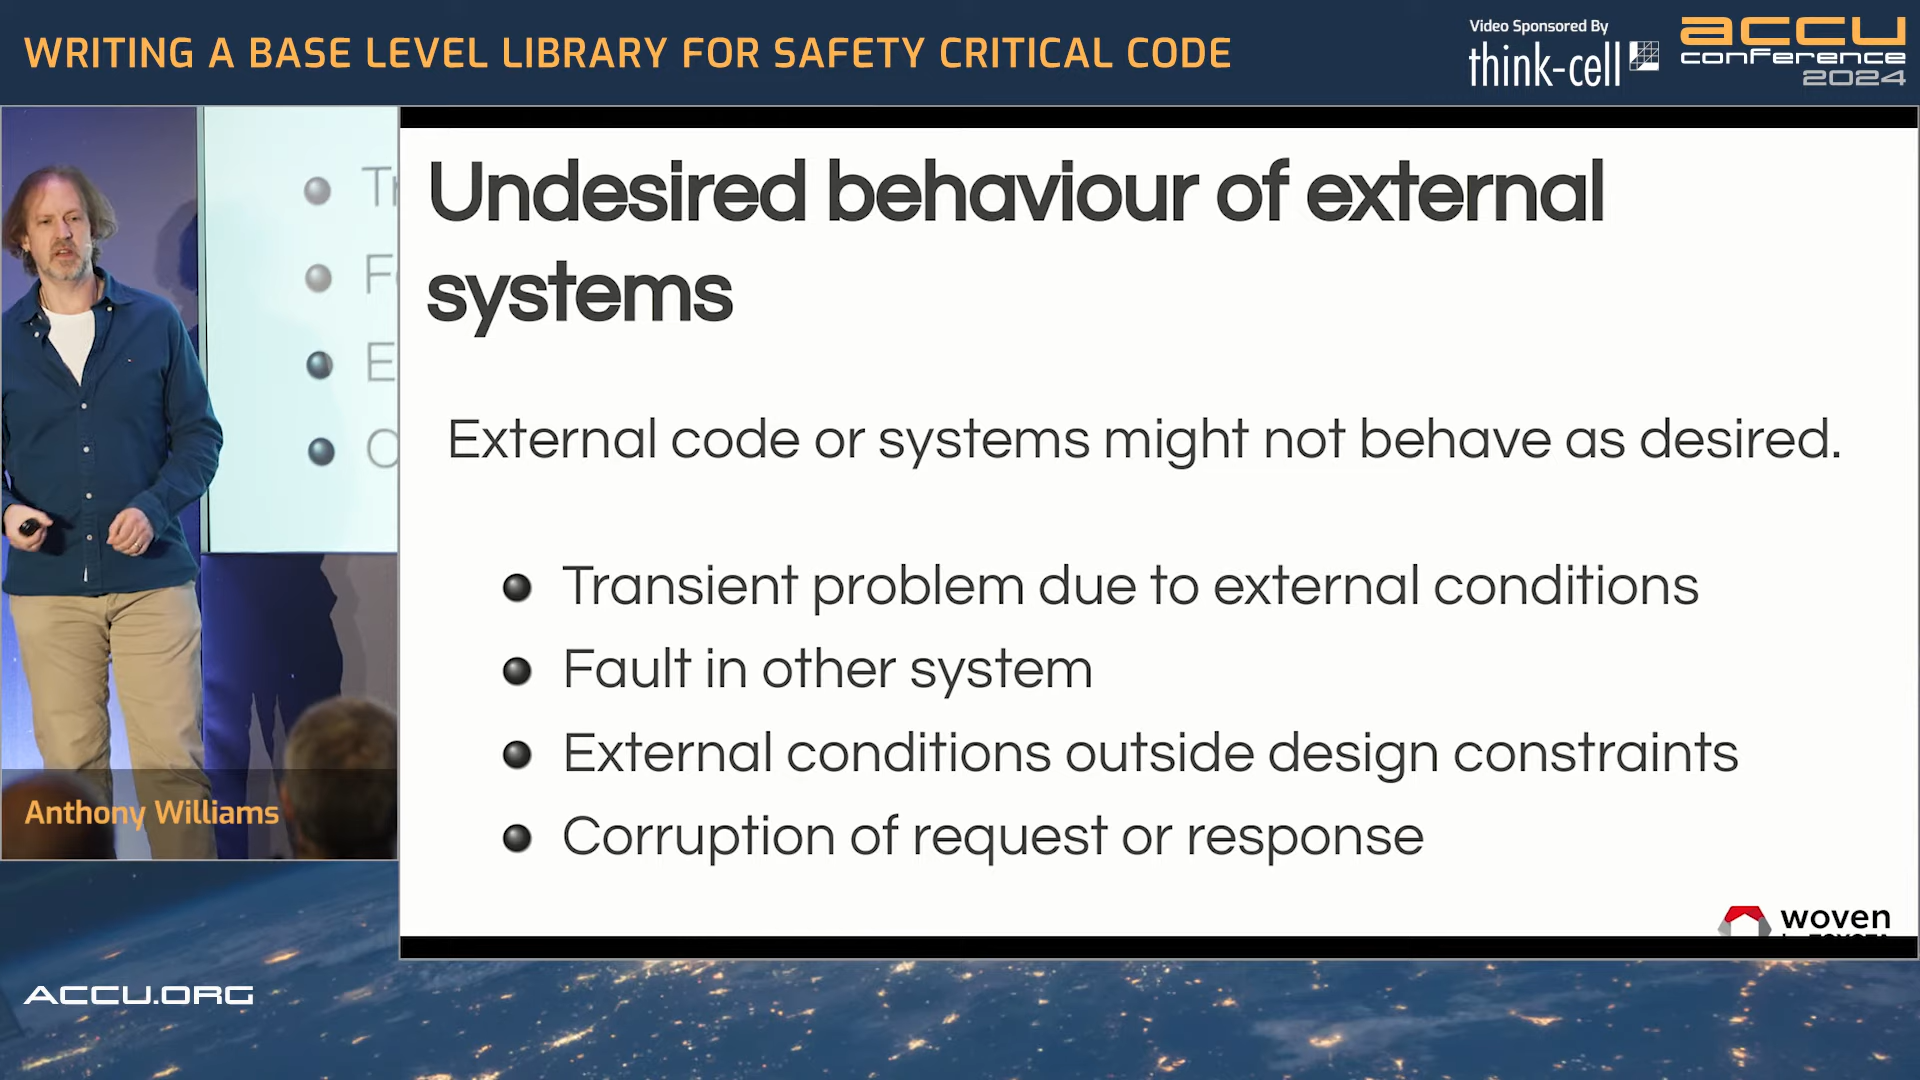 WRITING A BASE LEVEL LIBRARY FOR SAFETY CRITICAL CODE
Video Sponsored By
think-cell
accu
conference
2024
Undesired behaviour of external
systems
External code or systems might not behave as desired.
Transient problem due to external conditions
Fault in other system
External conditions outside design constraints
Corruption of request or response
woven
Anthony Williams
ACCU.ORG